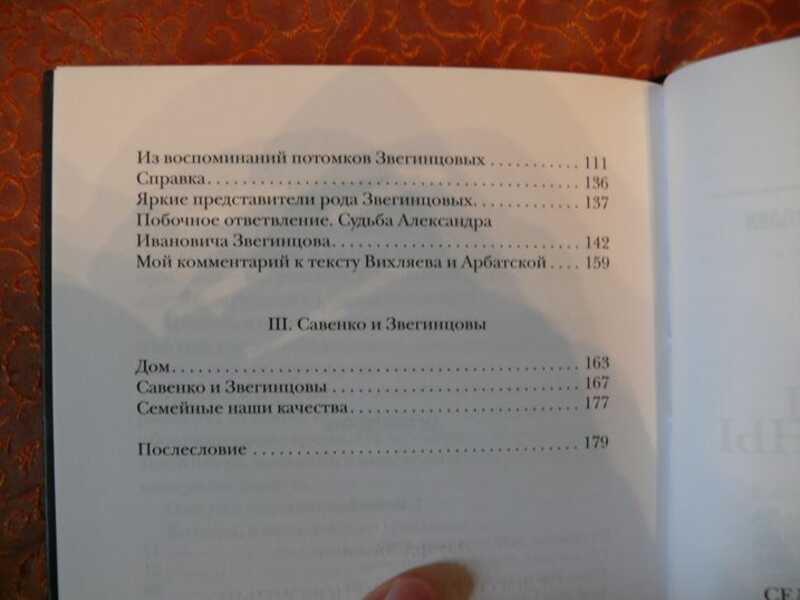 Из воспоминаний потомков Звегинцовых ........... 111
Справка................................................ 136
Яркие представители рода Звегинцовых............. 137
Побочное ответвление. Судьба Александра
Ивановича Звегинцова............................... 142
Мой комментарий к тексту Вихляева и Арбатской .... 159
III. Савенко и Звегинцовы
Дом.................................................... 163
Савенко и Звегинцовы ............................... 167
Семейные наши качества............................. 177
Послесловие .......................................... 179